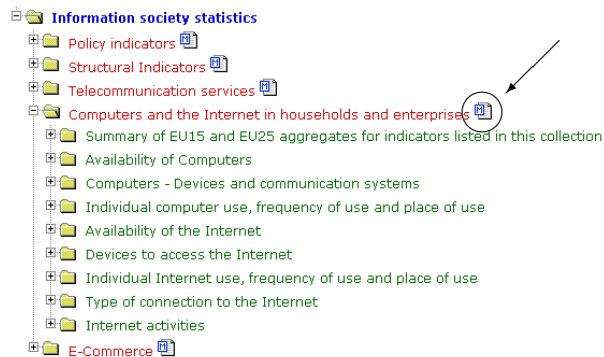 Information society statistics
Policy indicators M
Structural Indicators M
Telecommunication services M
Computers and the Internet in households and enterprises M
Summary of EU15 and EU25 aggregates for indicators listed in this collection
Availability of Computers
Computers - Devices and communication systems
Individual computer use, frequency of use and place of use
Availability of the Internet
Devices to access the Internet
Individual Internet use, frequency of use and place of use
Type of connection to the Internet
Internet activities
E-Commerce M